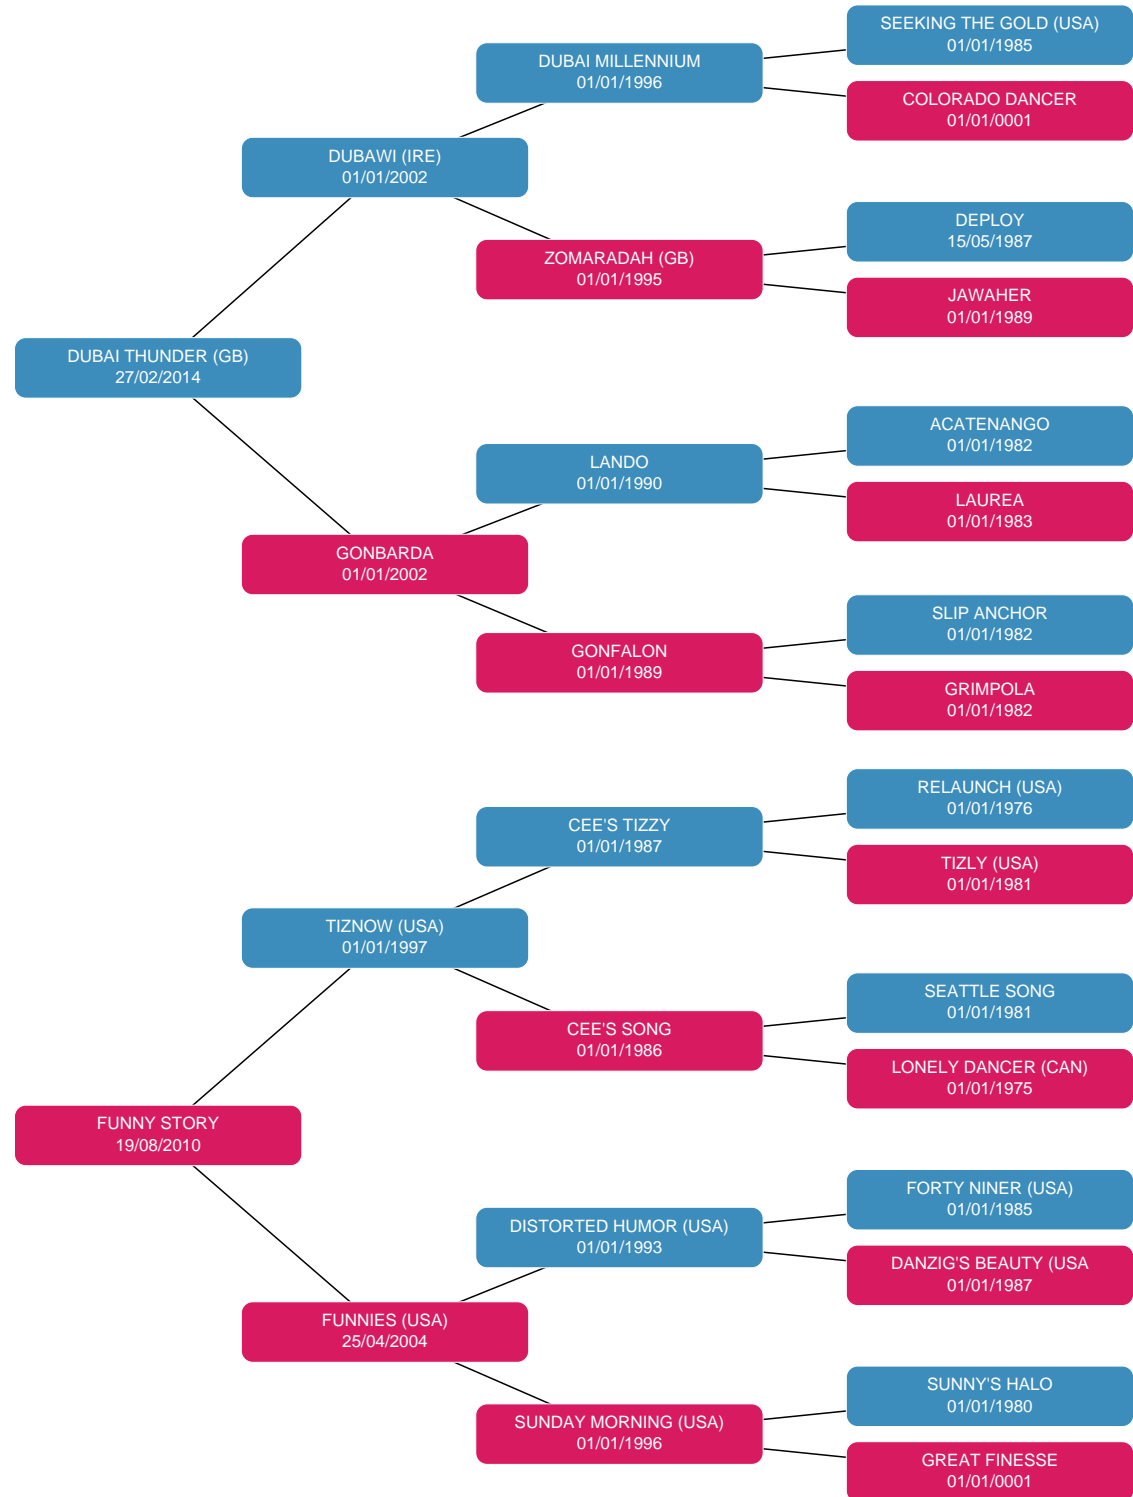 SEEKING THE GOLD (USA)
01/01/1985
DUBAI MILLENNIUM
01/01/1996
COLORADO DANCER
01/01/0001
DUBAWI (IRE)
01/01/2002
DEPLOY
15/05/1987
ZOMARADAH (GB)
01/01/1995
JAWAHER
01/01/1989
DUBAI THUNDER (GB)
27/02/2014
ACATENANGO
01/01/1982
LANDO
01/01/1990
LAUREA
01/01/1983
GONBARDA
01/01/2002
SLIP ANCHOR
01/01/1982
GONFALON
01/01/1989
GRIMPOLA
01/01/1982
RELAUNCH (USA)
01/01/1976
CEE'S TIZZY
01/01/1987
TIZLY (USA)
01/01/1981
TIZNOW (USA)
01/01/1997
SEATTLE SONG
01/01/1981
CEE'S SONG
01/01/1986
LONELY DANCER (CAN)
01/01/1975
FUNNY STORY
19/08/2010
FORTY NINER (USA)
01/01/1985
DISTORTED HUMOR (USA)
01/01/1993
DANZIG'S BEAUTY (USA
01/01/1987
FUNNIES (USA)
25/04/2004
SUNNY'S HALO
01/01/1980
SUNDAY MORNING (USA)
01/01/1996
GREAT FINESSE
01/01/0001